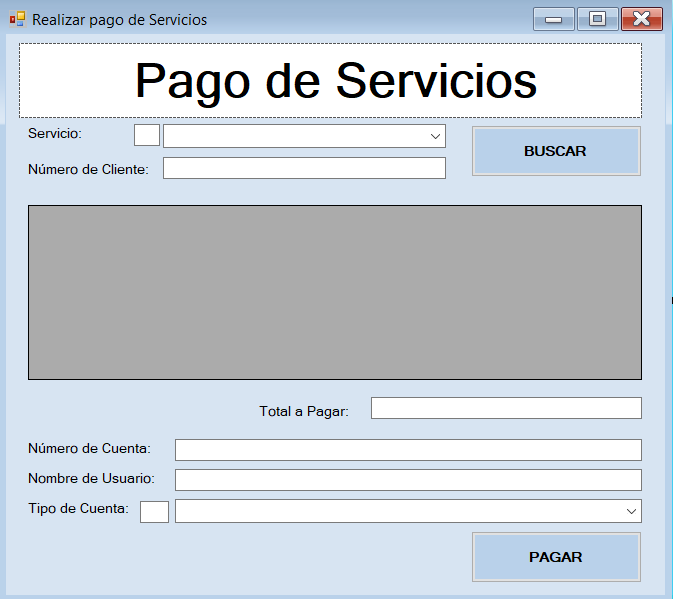 Realizar pago de Servicios
Pago de Servicios
Servicio:
BUSCAR
Número de Cliente:
Total a Pagar:
Número de Cuenta:
Nombre de Usuario:
Tipo de Cuenta:
PAGAR